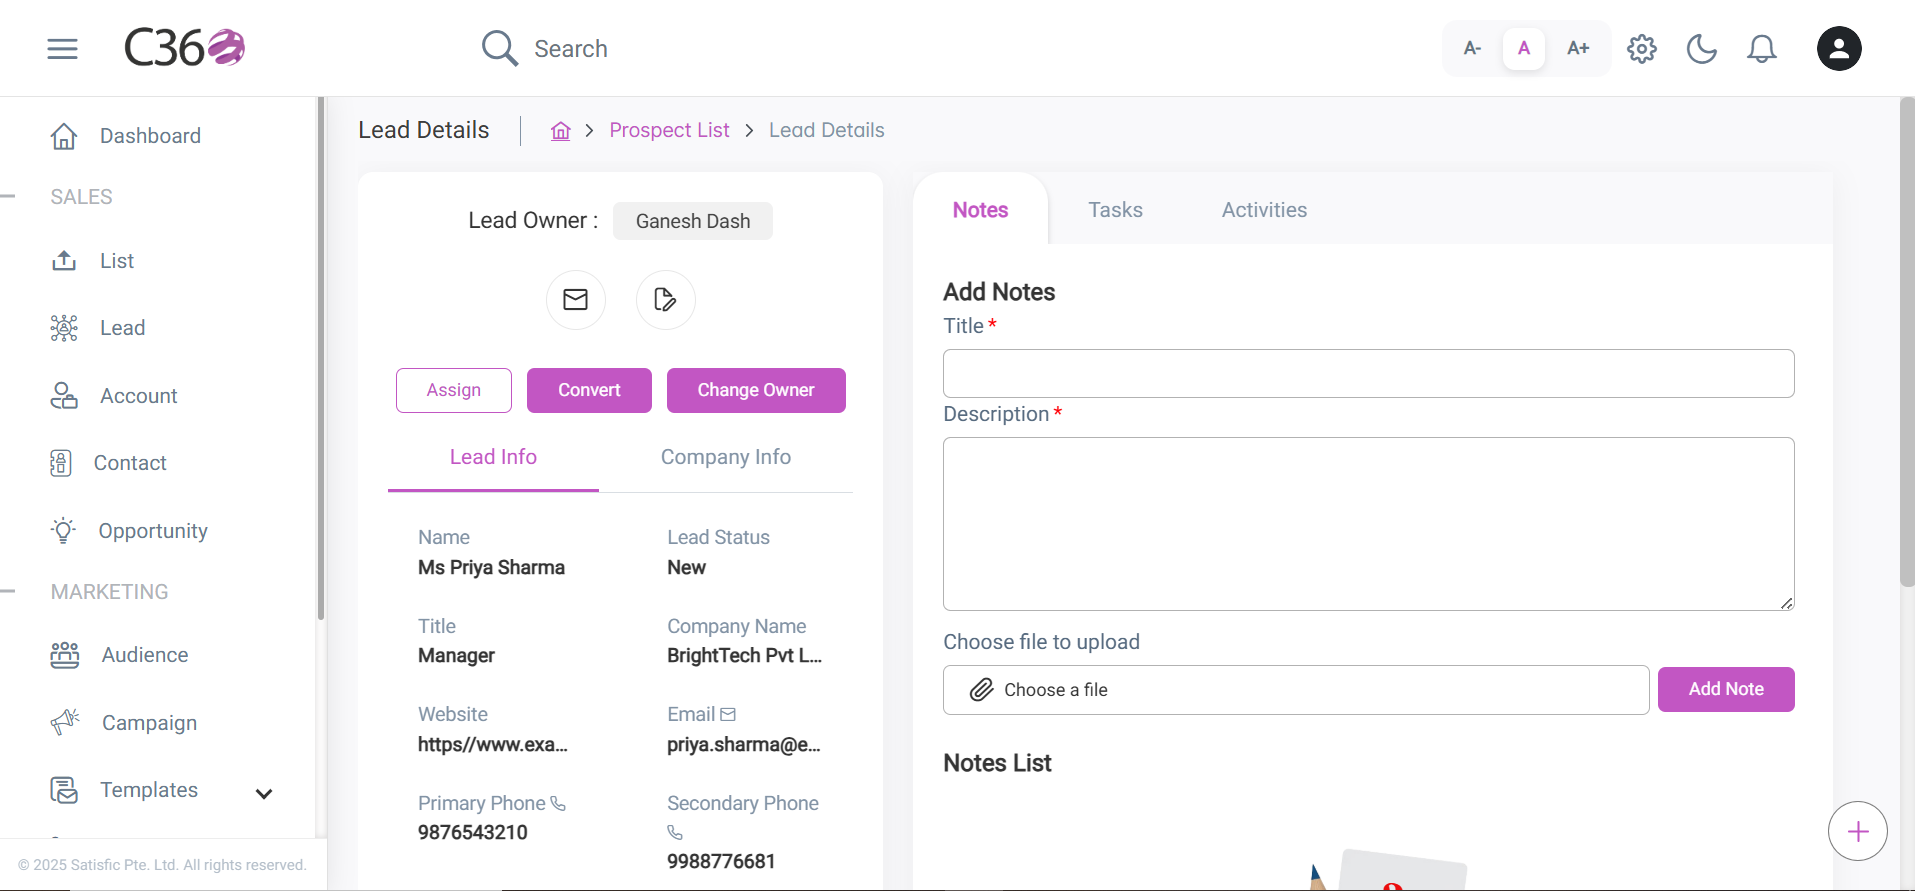 C360
Search
A-
A
A+
Dashboard
SALES
List
Lead
Account
Contact
Opportunity
MARKETING
Audience
Campaign
Templates
© 2025 Satisfic Pte. Ltd. All rights reserved.
Lead Details
Prospect List
Lead Details
Lead Owner :
Ganesh Dash
Assign
Convert
Change Owner
Lead Info
Company Info
Name
Ms Priya Sharma
Lead Status
New
Title
Manager
Company Name
BrightTech Pvt L...
Website
https//www.exa...
Email
priya.sharma@e...
Primary Phone
9876543210
Secondary Phone
9988776681
Notes
Tasks
Activities
Add Notes
Title *
Description *
Choose file to upload
Choose a file
Add Note
Notes List